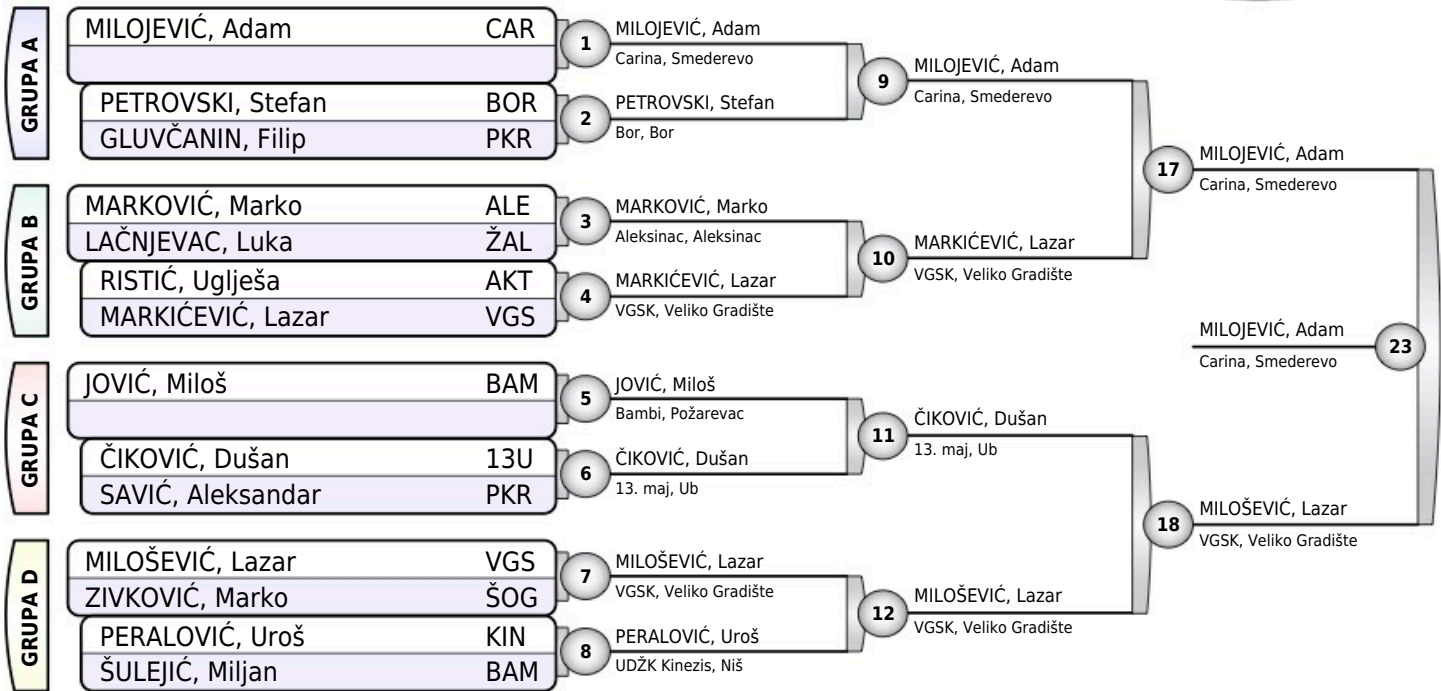 GRUPA A
MILOJEVIĆ, Adam CAR
PETROVSKI, Stefan BOR
GLUVČANIN, Filip PKR
GRUPA B
MARKOVIĆ, Marko ALE
LAČNJEVAC, Luka ŽAL
RISTIĆ, Uglješa AKT
MARKIĆEVIĆ, Lazar VGS
GRUPA C
JOVIĆ, Miloš BAM
ČIKOVIĆ, Dušan 13U
SAVIĆ, Aleksandar PKR
GRUPA D
MILOŠEVIĆ, Lazar VGS
ZIVKOVIĆ, Marko ŠOG
PERALOVIĆ, Uroš KIN
ŠULEJIĆ, Miljan BAM
1
MILOJEVIĆ, Adam
Carina, Smederevo
2
PETROVSKI, Stefan
Bor, Bor
3
MARKOVIĆ, Marko
Aleksinac, Aleksinac
4
MARKIĆEVIĆ, Lazar
VGSK, Veliko Gradište
5
JOVIĆ, Miloš
Bambi, Požarevac
6
ČIKOVIĆ, Dušan
13. maj, Ub
7
MILOŠEVIĆ, Lazar
VGSK, Veliko Gradište
8
PERALOVIĆ, Uroš
UDŽK Kinezis, Niš
9
MILOJEVIĆ, Adam
Carina, Smederevo
10
MARKIĆEVIĆ, Lazar
VGSK, Veliko Gradište
11
ČIKOVIĆ, Dušan
13. maj, Ub
12
MILOŠEVIĆ, Lazar
VGSK, Veliko Gradište
17
MILOJEVIĆ, Adam
Carina, Smederevo
18
MILOŠEVIĆ, Lazar
VGSK, Veliko Gradište
MILOJEVIĆ, Adam
Carina, Smederevo
23